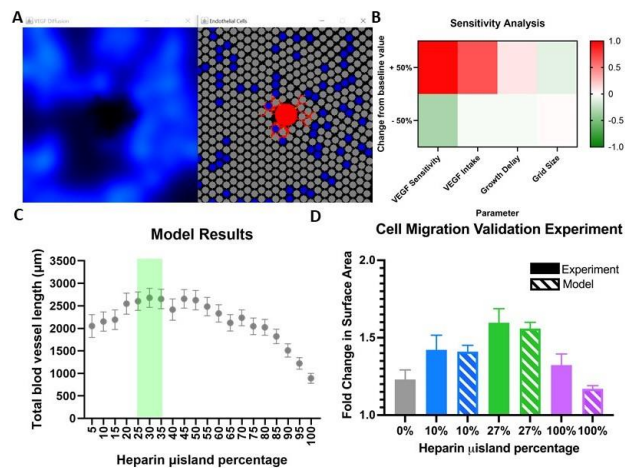 A
VEGF Diffusion
Endothelial Cells
B
Sensitivity Analysis
Change from baseline value
+ 50%
- 50%
1.0
0.5
0.0
-0.5
-1.0
VEGF Sensitivity
VEGF Intake
Growth Delay
Grid Size
Parameter
C
Model Results
Total blod vessel length (µm)
3500
3000
2500
2000
1500
1000
500
0
5 10 15 20 25 30 35 40 45 50 55 60 65 70 75 80 85 90 95 100
Heparin µisland percentage
D
Cell Migration Validation Experiment
Fold Change in Surface Area
2.0
1.5
1.0
Experiment
Model
0% 10% 10% 27% 27% 100% 100%
Heparin µisland percentage